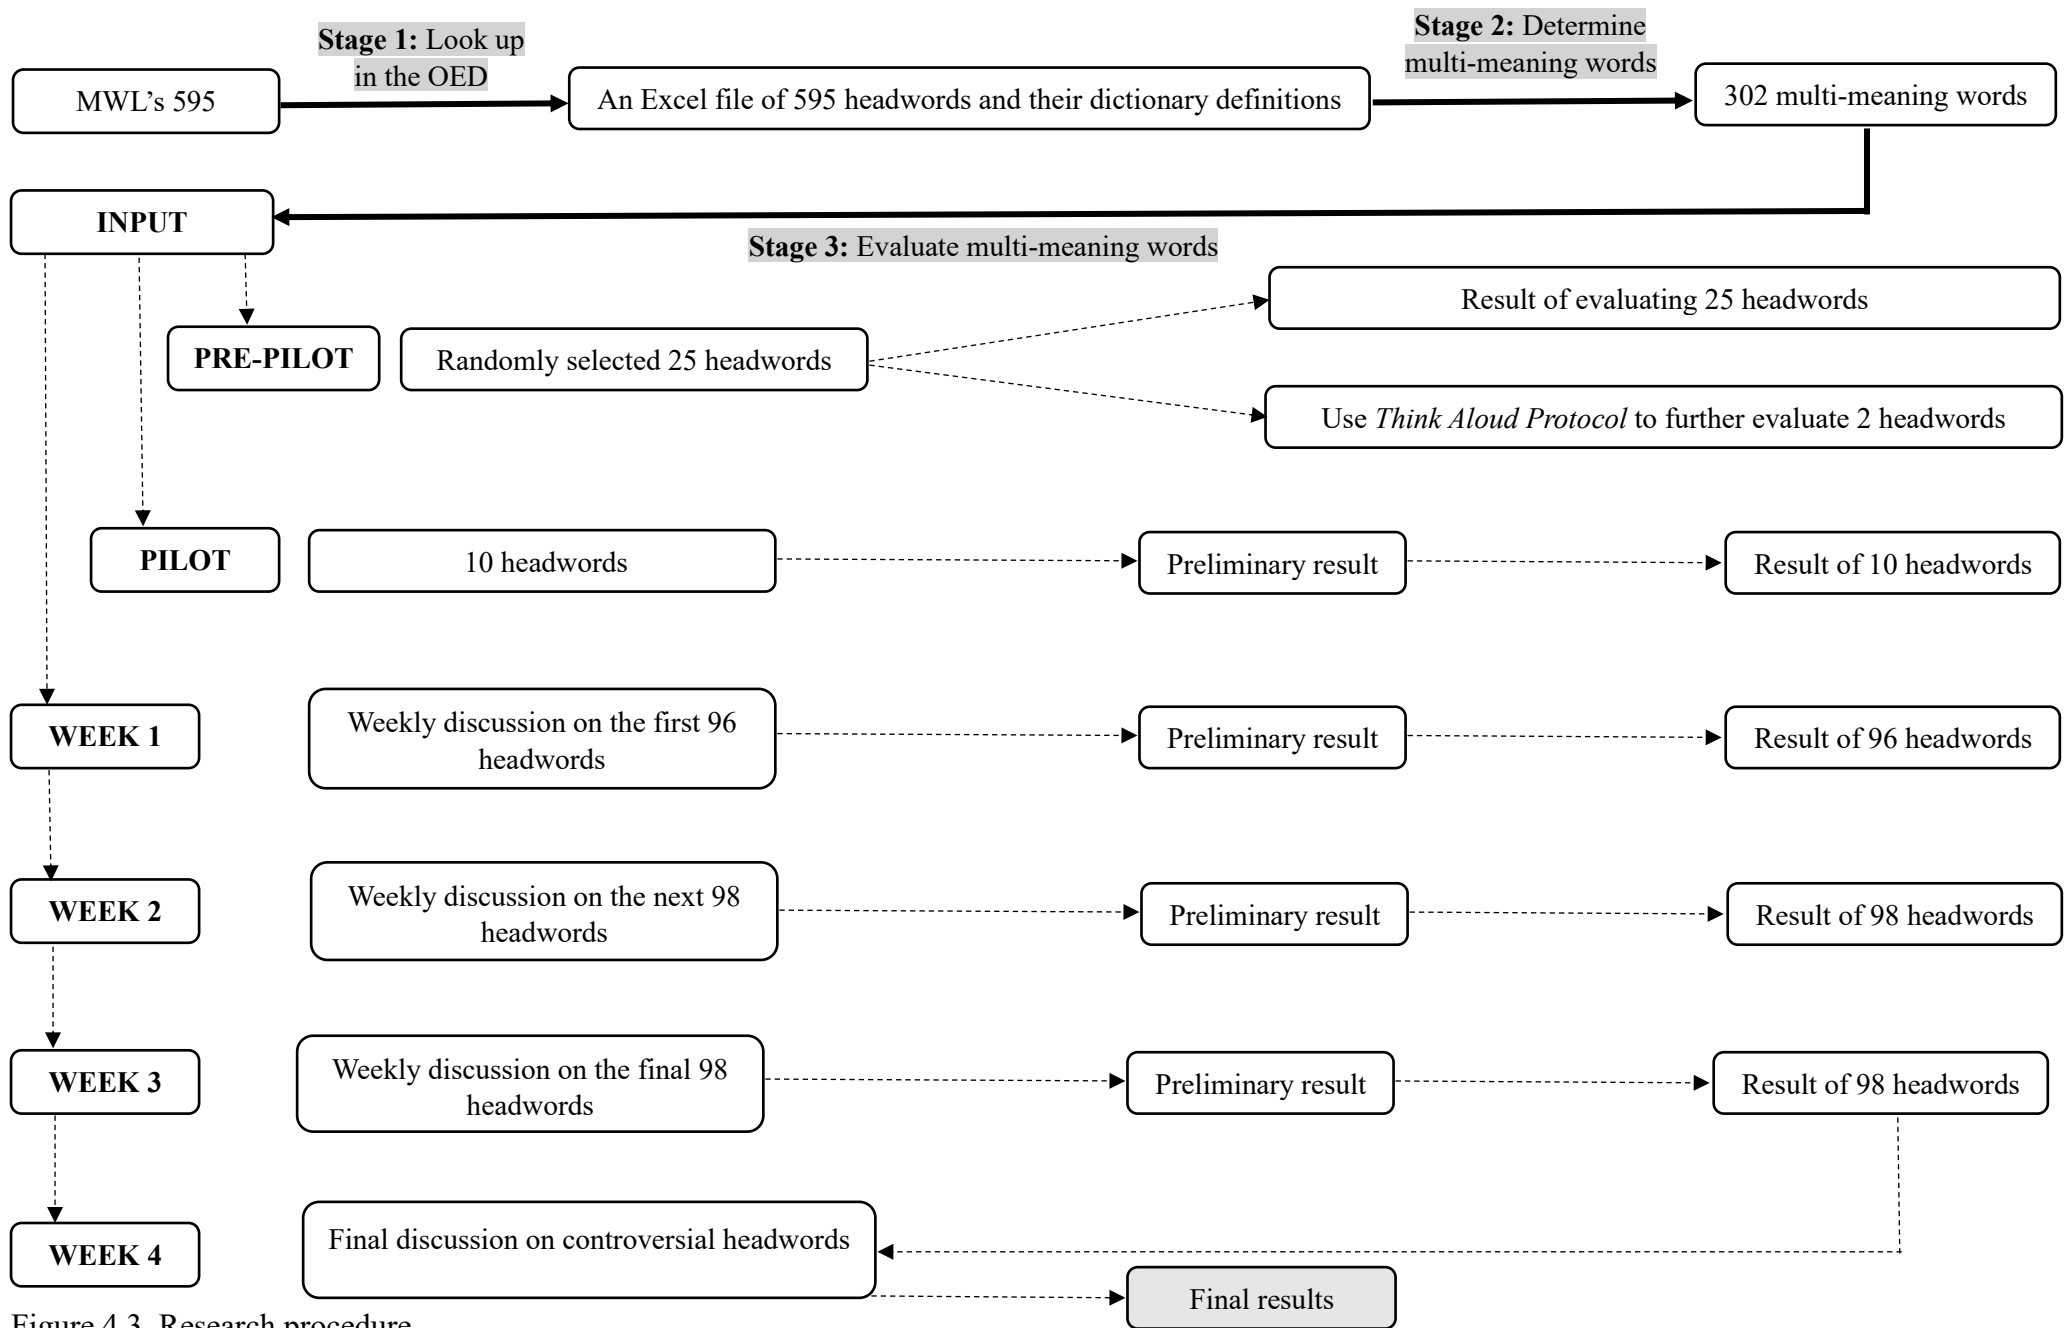 Stage 1: Look up
in the OED
Stage 2: Determine
multi-meaning words
MWL's 595
An Excel file of 595 headwords and their dictionary definitions
302 multi-meaning words
INPUT
Stage 3: Evaluate multi-meaning words
Result of evaluating 25 headwords
PRE-PILOT
Randomly selected 25 headwords
Use Think Aloud Protocol to further evaluate 2 headwords
PILOT
10 headwords
Preliminary result
Result of 10 headwords
WEEK 1
Weekly discussion on the first 96
headwords
Preliminary result
Result of 96 headwords
WEEK 2
Weekly discussion on the next 98
headwords
Preliminary result
Result of 98 headwords
WEEK 3
Weekly discussion on the final 98
headwords
Preliminary result
Result of 98 headwords
WEEK 4
Final discussion on controversial headwords
Final results
Figure 4.3. Research procedure